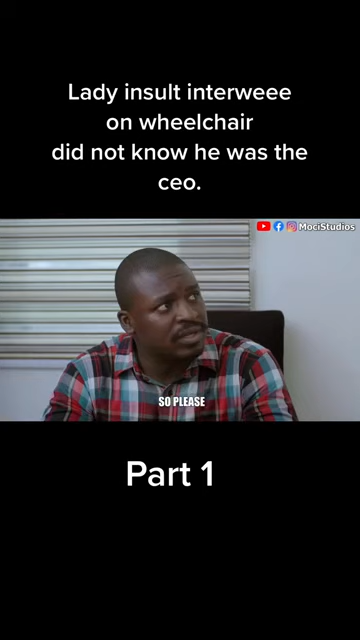 Lady insult interweee
on wheelchair
did not know he was the
ceo.
MociStudios
SO PLEASE
Part 1